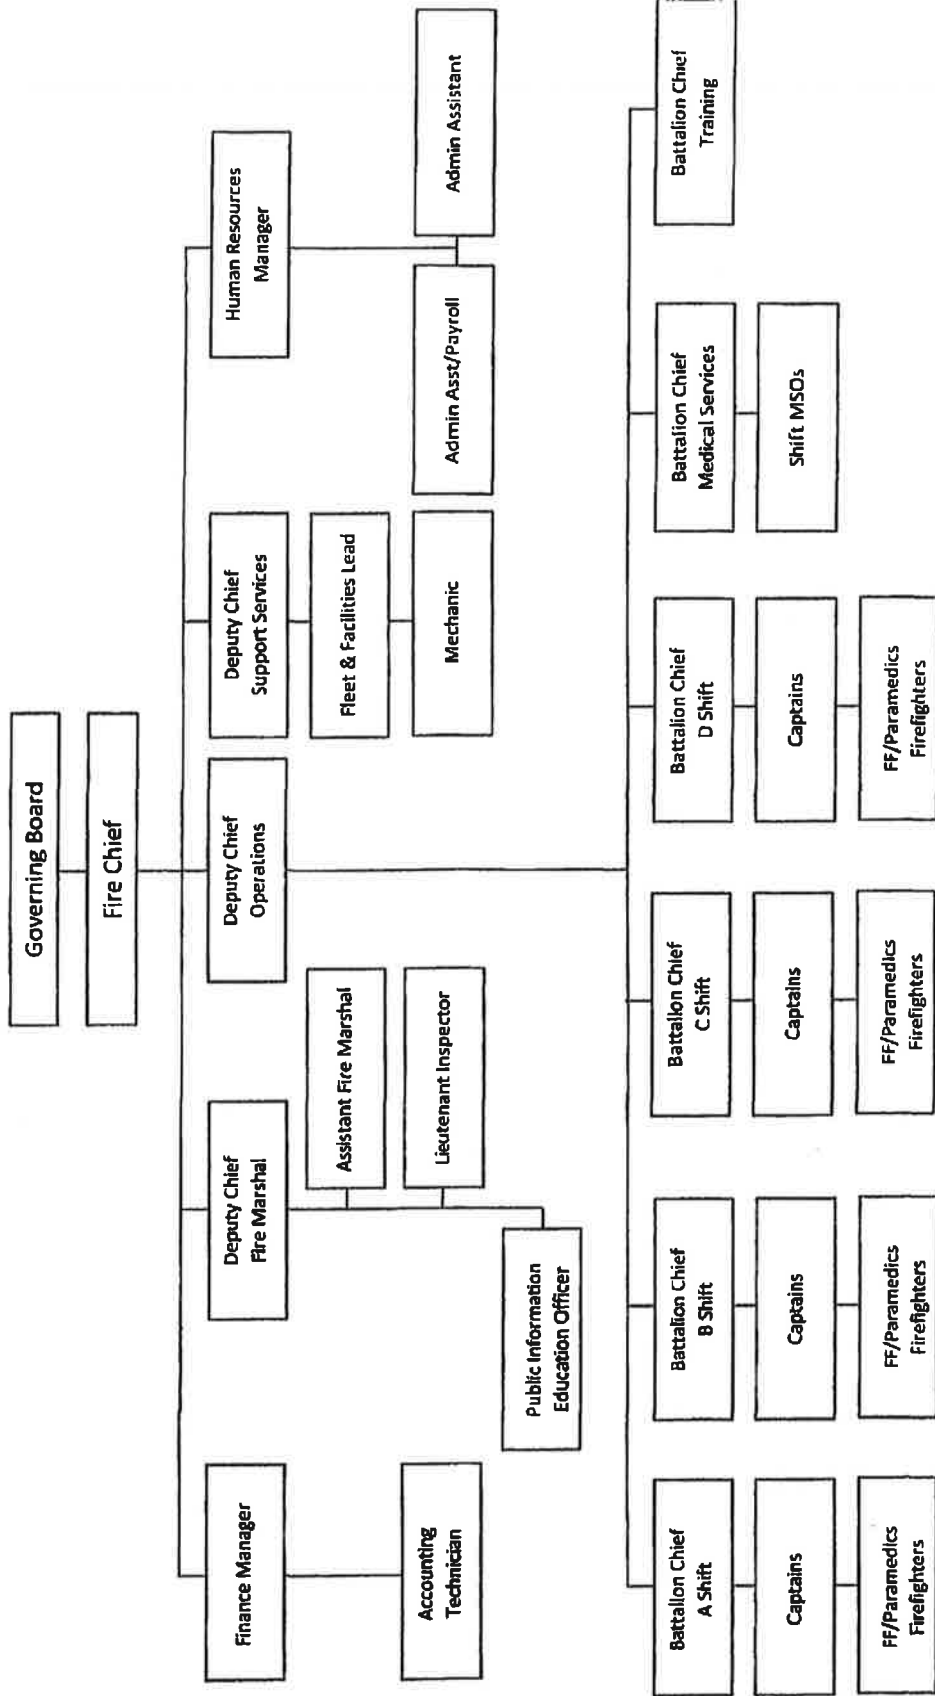 Governing Board
Fire Chief
Finance Manager
Deputy Chief
Fire Marshal
Deputy Chief
Operations
Deputy Chief
Support Services
Human Resources
Manager
Assistant Fire Marshal
Fleet & Facilities Lead
Accounting
Technician
Lieutenant Inspector
Mechanic
Admin Asst/Payroll
Admin Assistant
Public Information
Education Officer
Battalion Chief
A Shift
Battalion Chief
B Shift
Battalion Chief
C Shift
Battalion Chief
D Shift
Battalion Chief
Medical Services
Battalion Chief
Training
Captains
Captains
Captains
Captains
Shift MSOs
FF/Paramedics
Firefighters
FF/Paramedics
Firefighters
FF/Paramedics
Firefighters
FF/Paramedics
Firefighters